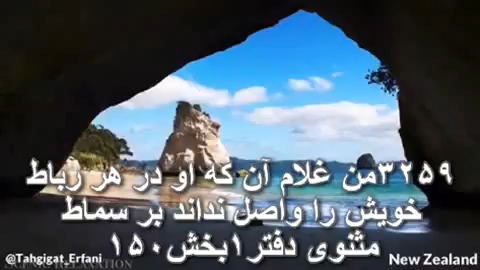 ۳۲۵۹من غلام آن که او در هر رباط
خویش را واصل نداند بر سماط
مثنوی دفتر۱بخش۱۵۰
@Tahgigat_Erfani
New Zealand
RELAXATION